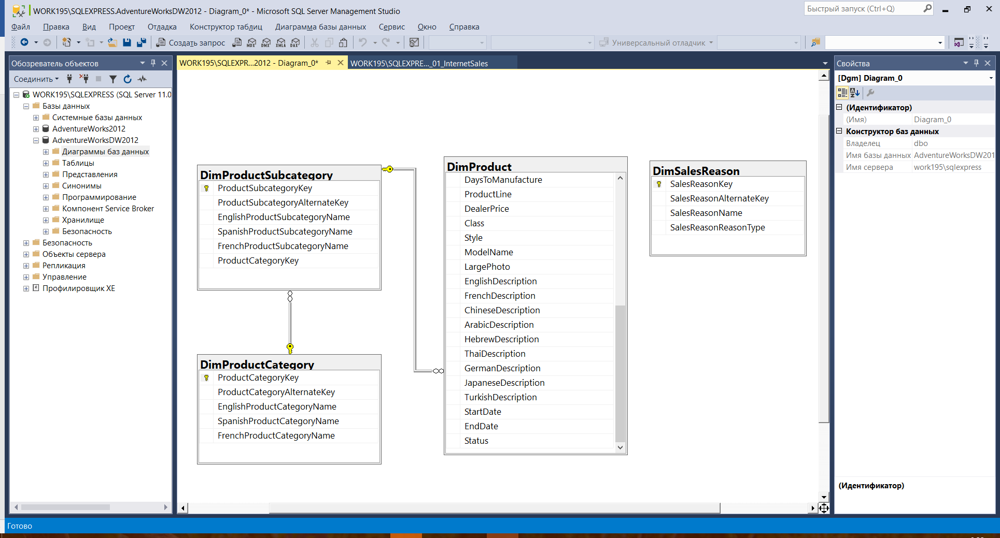 WORK195\SQLEXPRESS.AdventureWorksDW2012 - Diagram_0* - Microsoft SQL Server Management Studio
Быстрый запуск (Ctrl+Q)
Файл Правка Вид Проект Отладка Конструктор таблиц Диаграмма базы данных Сервис Окно Справка
Создать запрос MDX DMX XMLA DAX Универсальный отладчик
Обозреватель объектов
Соединить
WORK195\SQLEXPRESS (SQL Server 11.0
Базы данных
Системные базы данных
AdventureWorks2012
AdventureWorksDW2012
Диаграммы баз данных
Таблицы
Представления
Синонимы
Программирование
Компонент Service Broker
Хранилище
Безопасность
Безопасность
Объекты сервера
Репликация
Управление
Профилировщик XE
WORK195\SQLEXPR...2012 - Diagram_0* WORK195\SQLEXPRE..._01_InternetSales
DimProductSubcategory
ProductSubcategoryKey
ProductSubcategoryAlternateKey
EnglishProductSubcategoryName
SpanishProductSubcategoryName
FrenchProductSubcategoryName
ProductCategoryKey
DimProductCategory
ProductCategoryKey
ProductCategoryAlternateKey
EnglishProductCategoryName
SpanishProductCategoryName
FrenchProductCategoryName
DimProduct
DaysToManufacture
ProductLine
DealerPrice
Class
Style
ModelName
LargePhoto
EnglishDescription
FrenchDescription
ChineseDescription
ArabicDescription
HebrewDescription
ThaiDescription
GermanDescription
JapaneseDescription
TurkishDescription
StartDate
EndDate
Status
DimSalesReason
SalesReasonKey
SalesReasonAlternateKey
SalesReasonName
SalesReasonReasonType
Свойства
[Dgm] Diagram_0
(Идентификатор)
(Имя) Diagram_0
Конструктор баз данных
Владелец dbo
Имя базы данных AdventureWorksDW201
Имя сервера work195\sqlexpress
(Идентификатор)
Готово